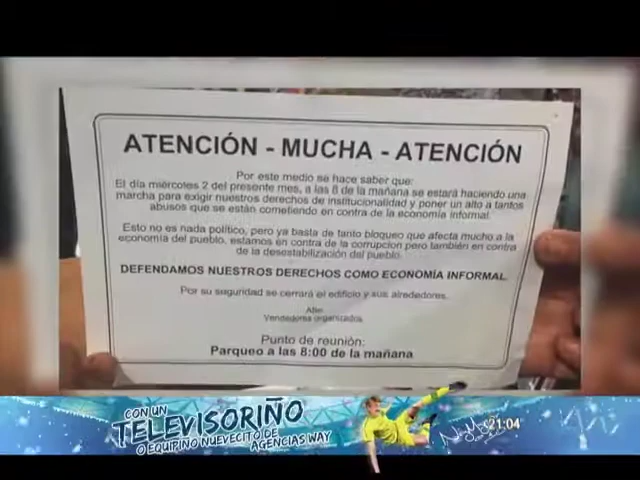 ATENCIÓN - MUCHA - ATENCIÓN
Por este medio se hace saber que:
El día miércoles 2 del presente mes, a las 8 de la mañana se estará haciendo una
marcha para exigir nuestros derechos de institucionalidad y poner un alto a tantos
abusos que se están cometiendo en contra de la economía informal.
Esto no es nada político, pero ya basta de tanto bloqueo que afecta mucho a la
economía del pueblo, estamos en contra de la corrupcion pero también en contra
de la desestabilización del pueblo.
DEFENDAMOS NUESTROS DERECHOS COMO ECONOMÍA INFORMAL.
Por su seguridad se cerrará el edificio y sus alrededores.
Vendedores organizados.
Punto de reunión:
Parqueo a las 8:00 de la mañana
CON UN
TELEVISORIÑO
O EQUIPINO NUEVECITO DE
AGENCIAS WAY
21:04